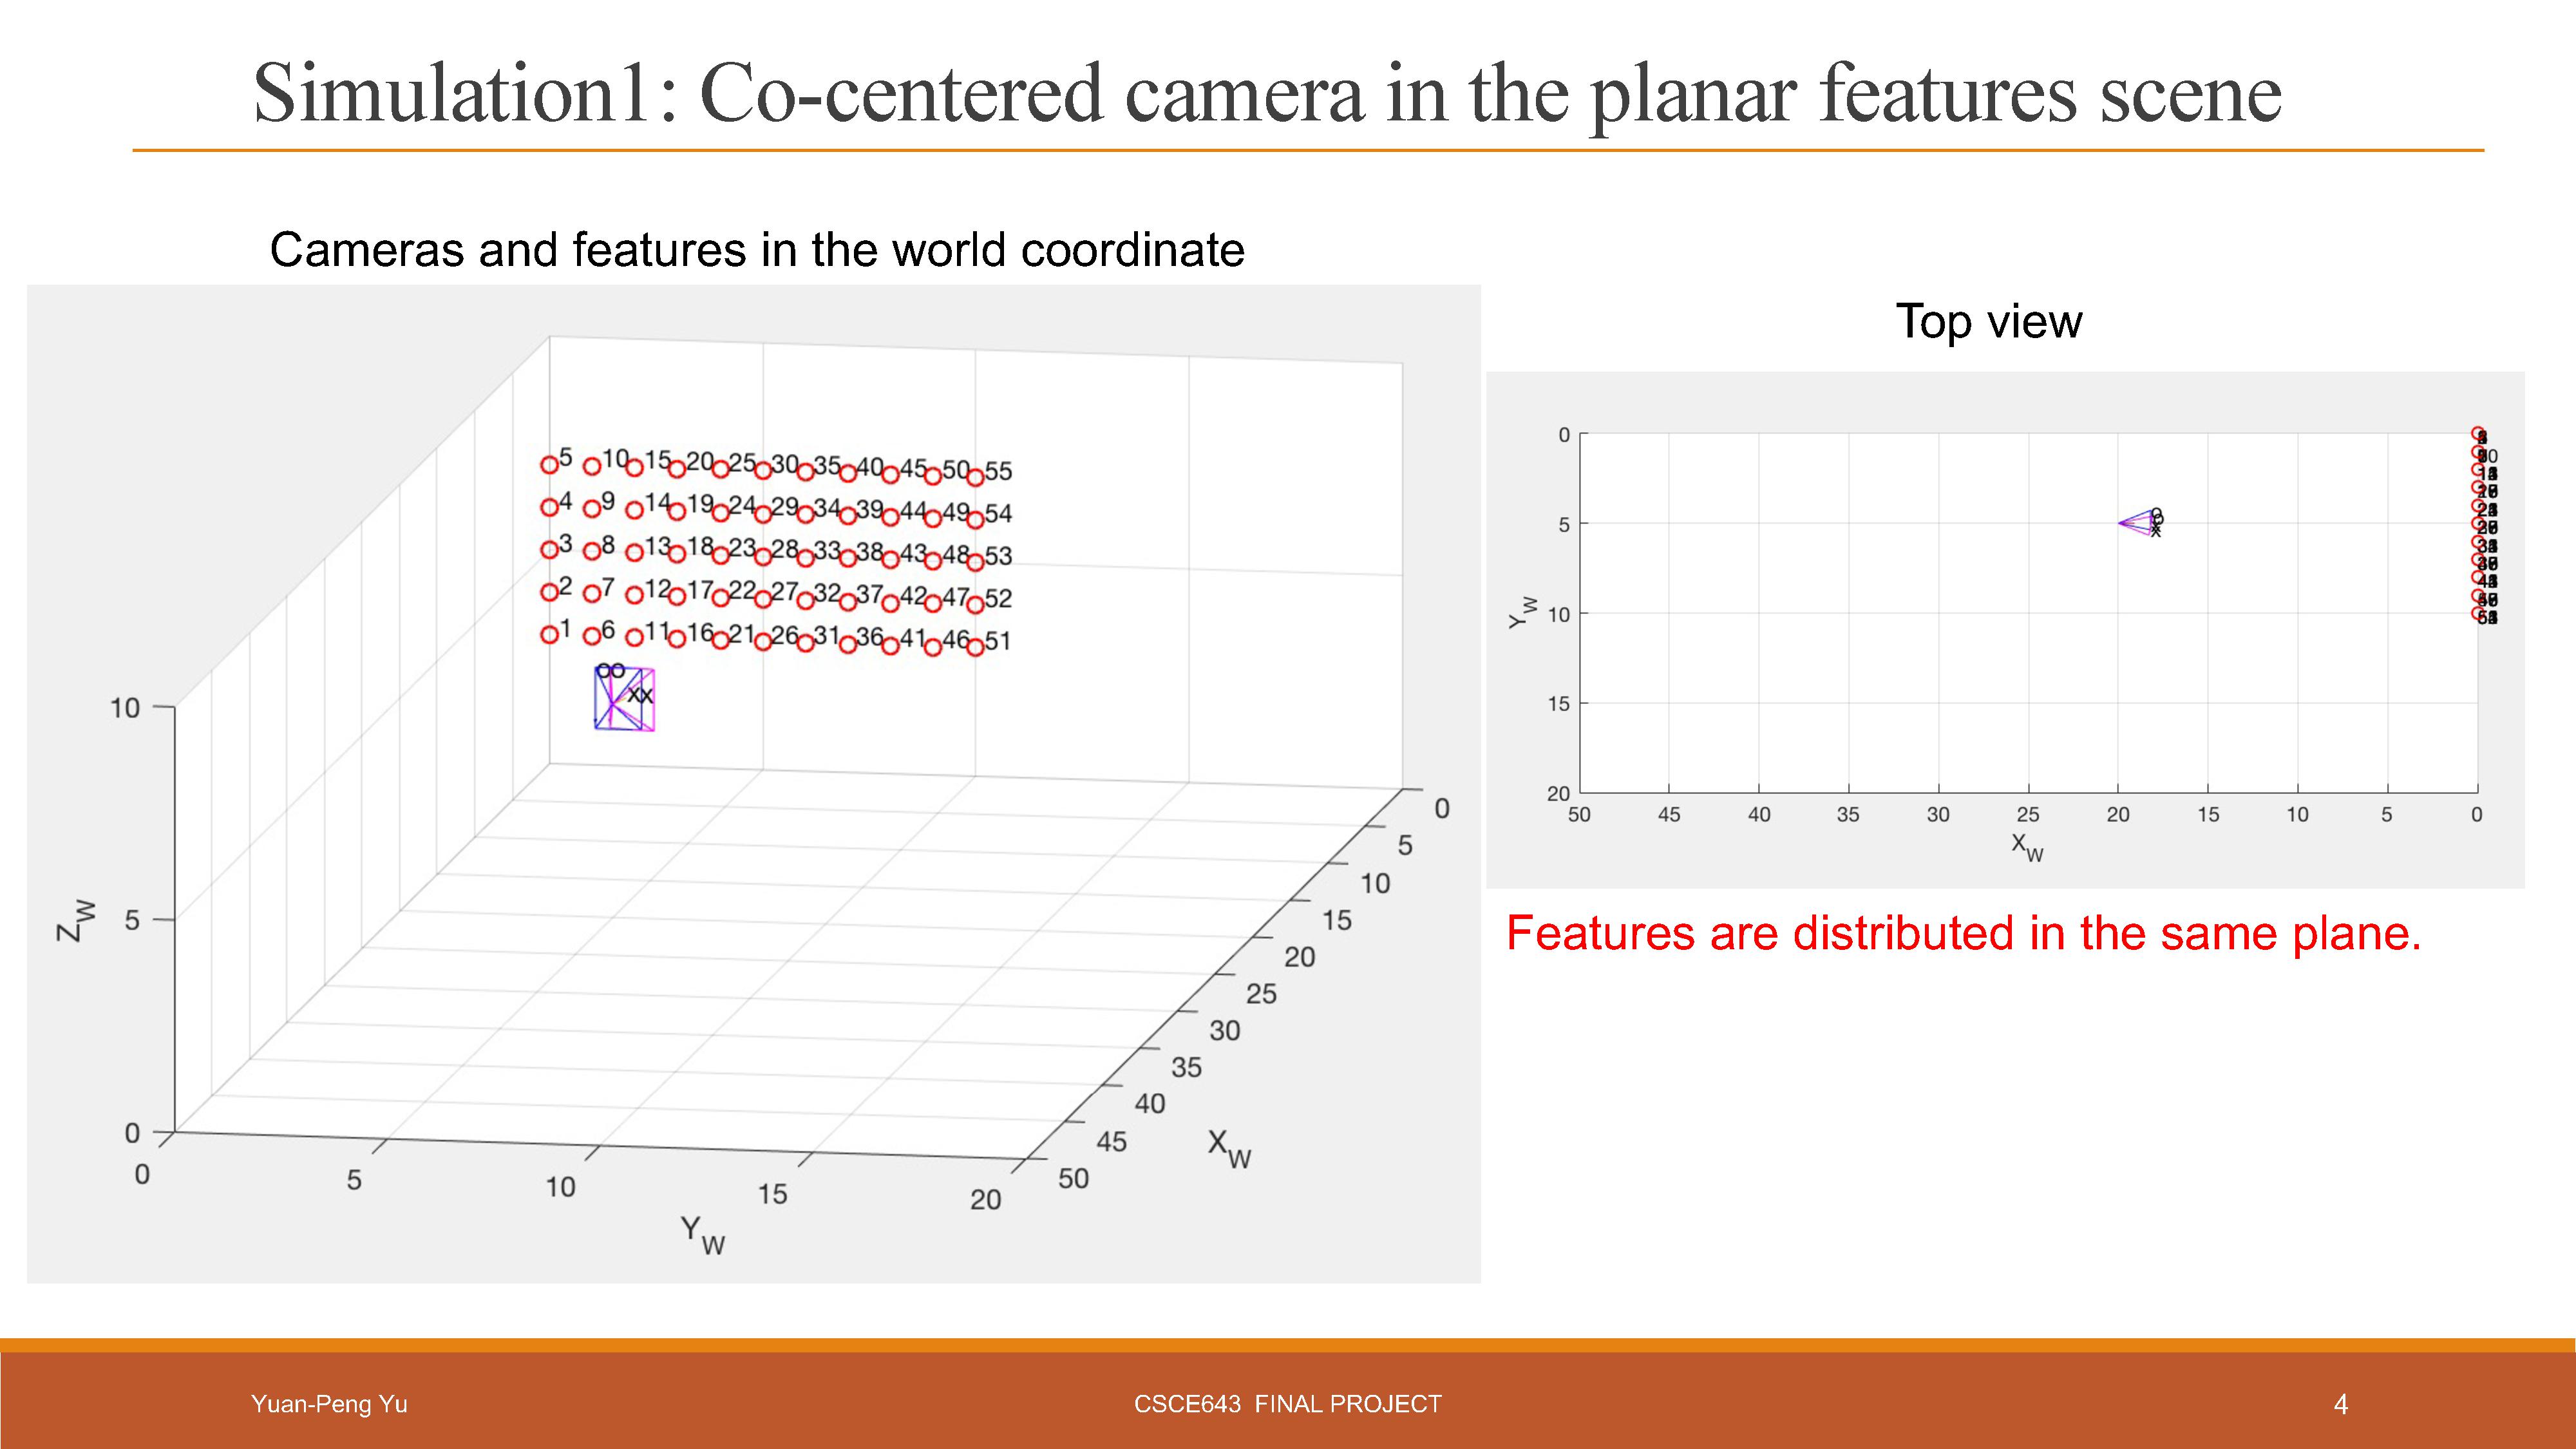 Simulation1: Co-centered camera in the planar features scene
Cameras and features in the world coordinate
5 10 15 20 25 30 35 40 45 50 55
4 9 14 19 24 29 34 39 44 49 54
3 8 13 18 23 28 33 38 43 48 53
2 7 12 17 22 27 32 37 42 47 52
1 6 11 16 21 26 31 36 41 46 51
oo
xx
10
5
0
Z_W
0 5 10 15 20
Y_W
0
5
10
15
20
25
30
35
40
45
50
X_W
Top view
0
5
10
15
20
Y_W
o
o
x
x
50 45 40 35 30 25 20 15 10 5 0
X_W
Features are distributed in the same plane.
Yuan-Peng Yu CSCE643 FINAL PROJECT 4